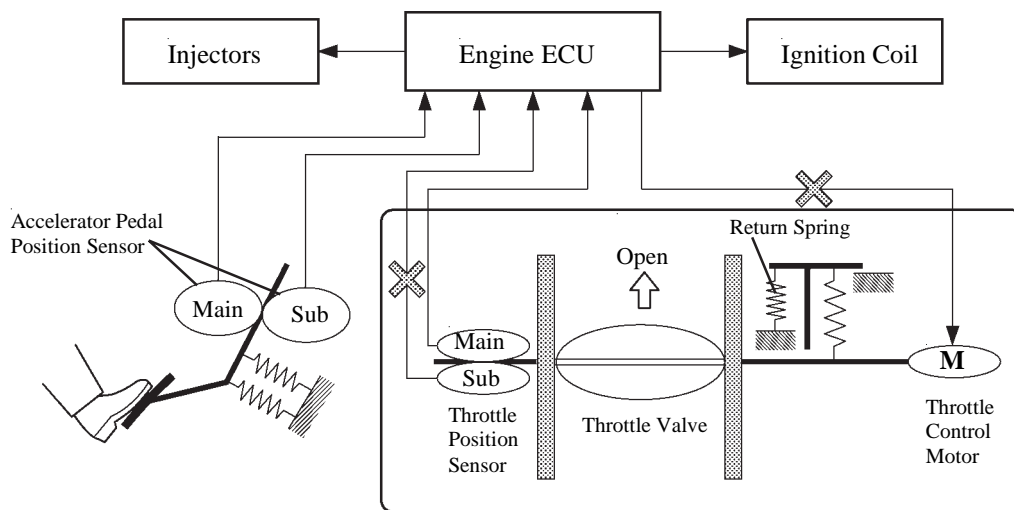 Injectors
Engine ECU
Ignition Coil
Accelerator Pedal
Position Sensor
Return Spring
Open
Main
Sub
Main
Sub
M
Throttle
Position
Sensor
Throttle Valve
Throttle
Control
Motor